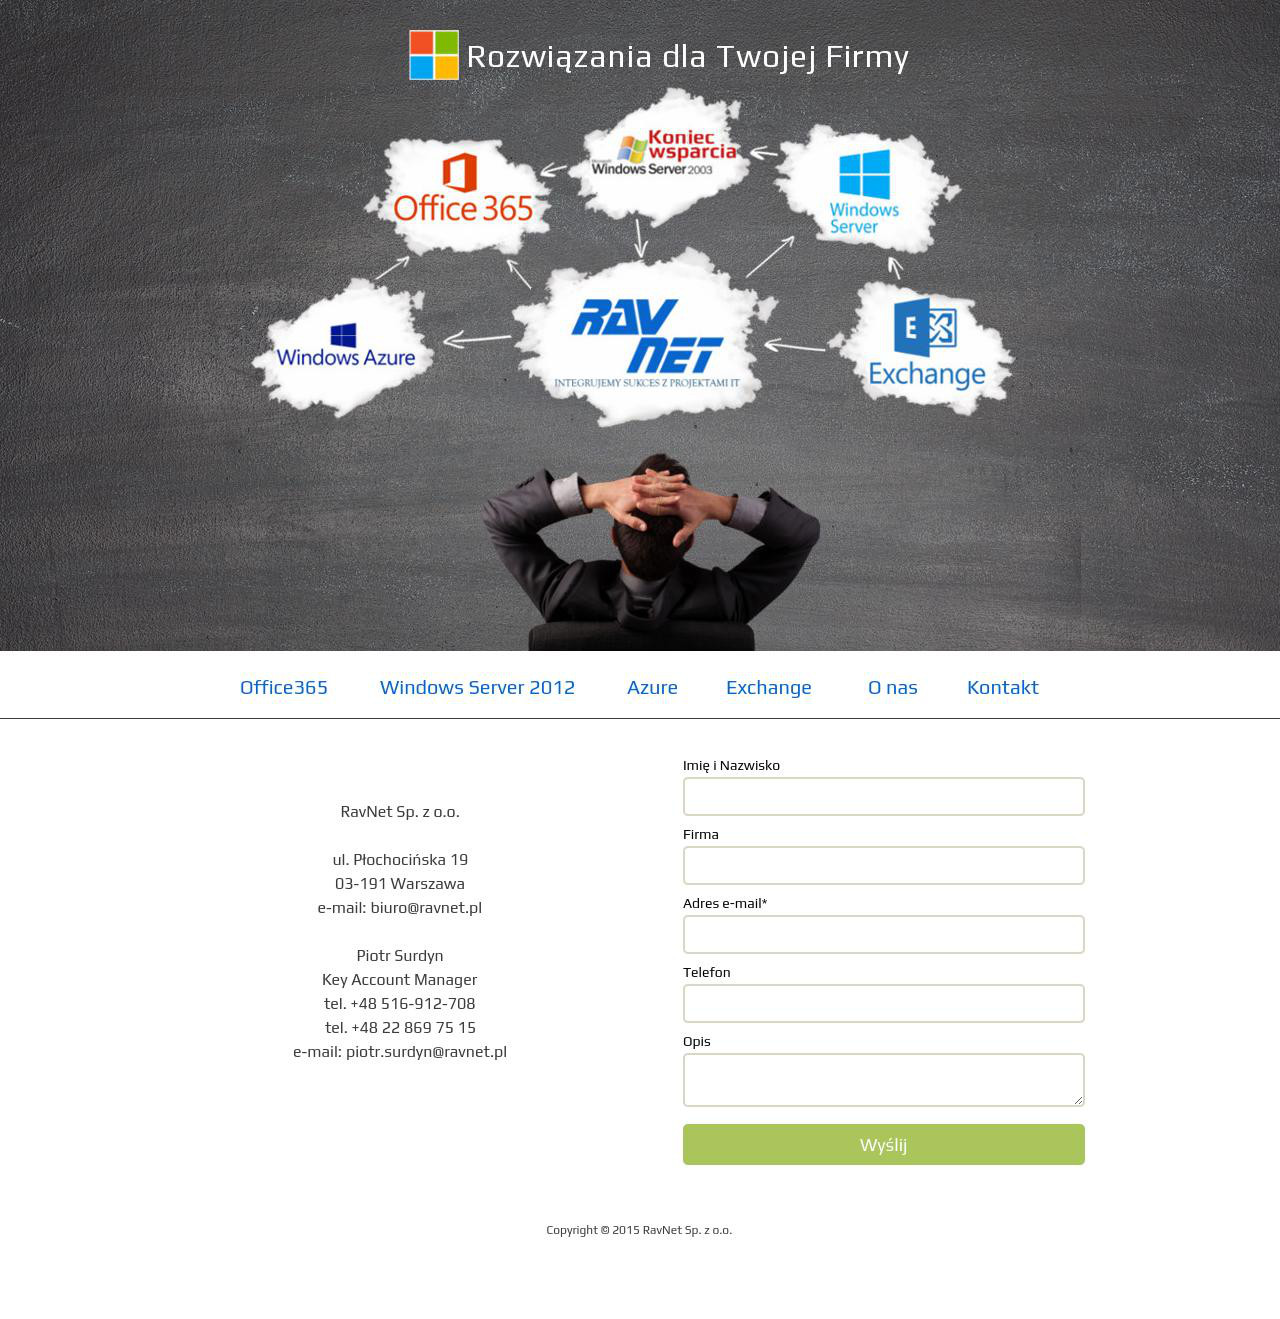 Rozwiązania dla Twojej Firmy
Koniec
wsparcia
Microsoft
Windows Server 2003
Office 365
Windows
Server
Windows Azure
RAV
NET
INTEGRUJEMY SUKCES Z PROJEKTAMI IT
E
Exchange
Office365 Windows Server 2012 Azure Exchange O nas Kontakt
RavNet Sp. z o.o.
ul. Płochocińska 19
03-191 Warszawa
e-mail: biuro@ravnet.pl
Piotr Surdyn
Key Account Manager
tel. +48 516-912-708
tel. +48 22 869 75 15
e-mail: piotr.surdyn@ravnet.pl
Imię i Nazwisko
Firma
Adres e-mail*
Telefon
Opis
Wyślij
Copyright © 2015 RavNet Sp. z o.o.